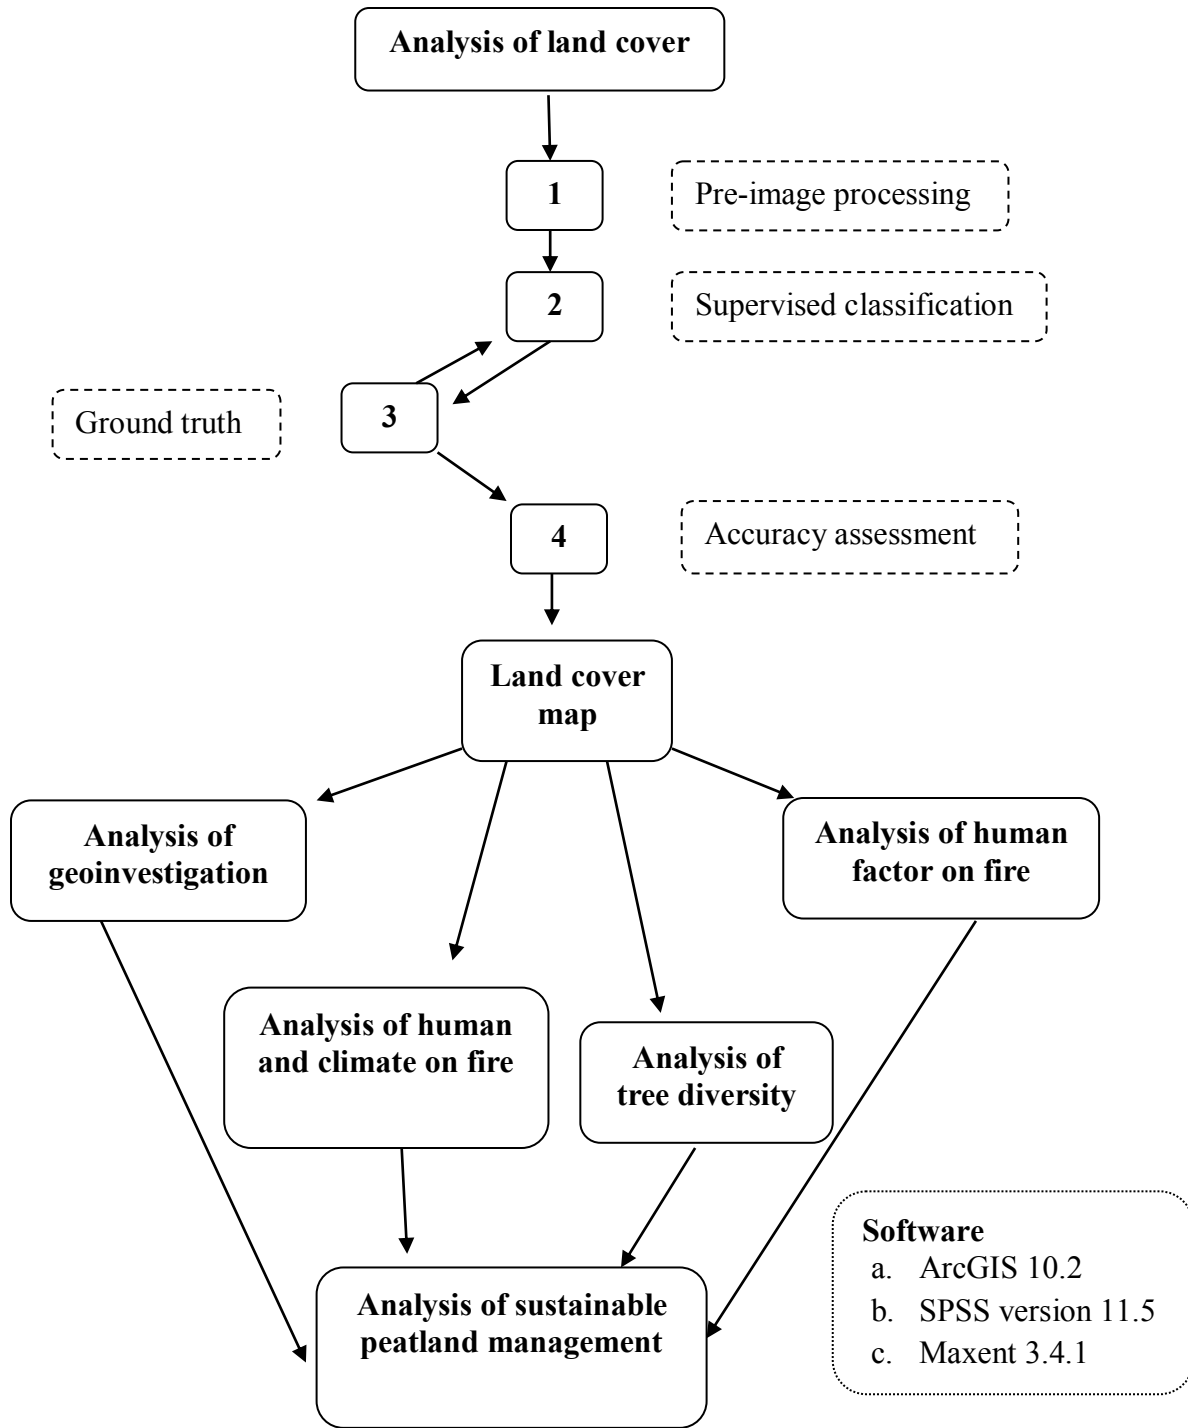 Analysis of land cover
1
Pre-image processing
2
Supervised classification
3
Ground truth
4
Accuracy assessment
Land cover
map
Analysis of
geoinvestigation
Analysis of human
factor on fire
Analysis of human
and climate on fire
Analysis of
tree diversity
Analysis of sustainable
peatland management
Software
a. ArcGIS 10.2
b. SPSS version 11.5
c. Maxent 3.4.1